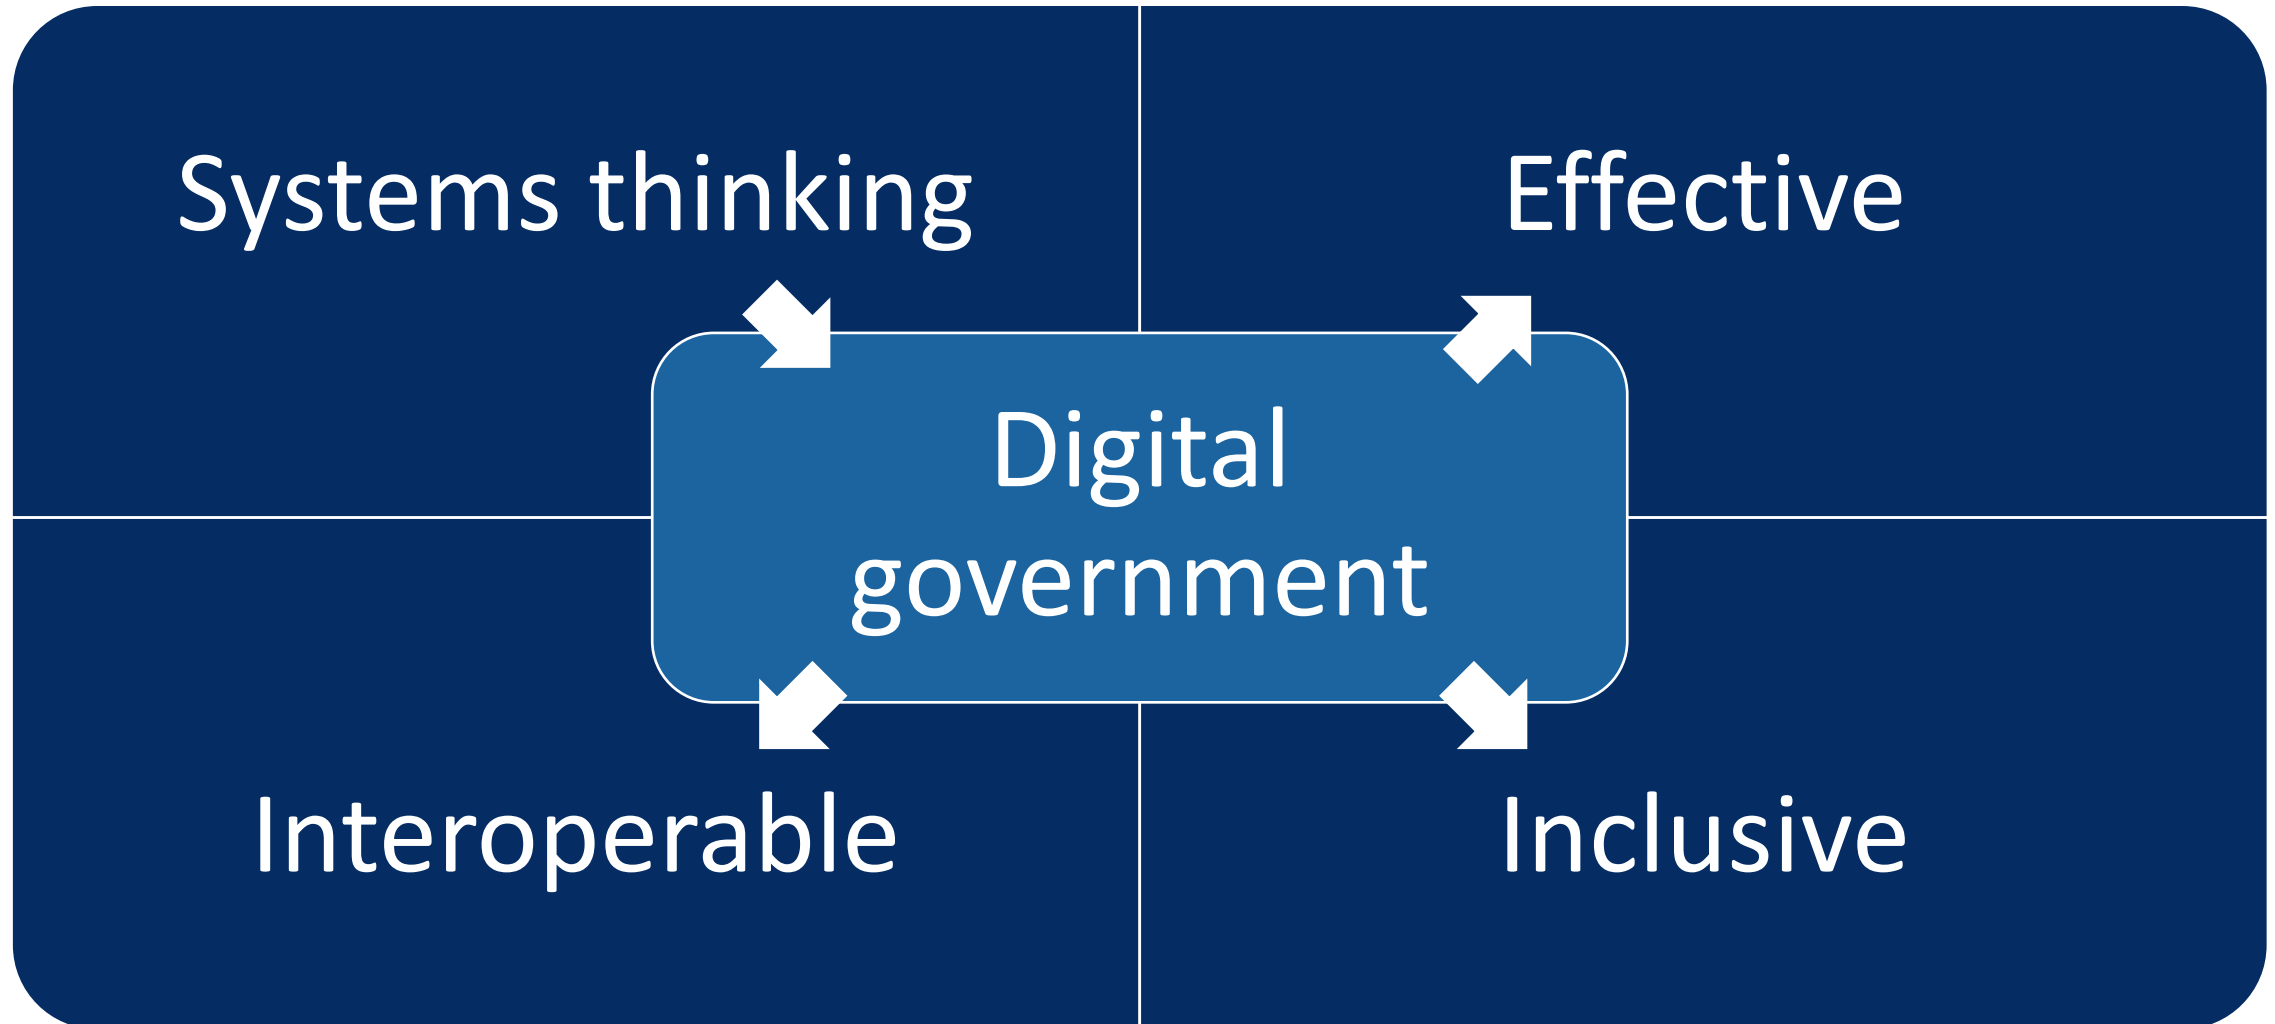 Systems thinking
Effective
Digital
government
Interoperable
Inclusive